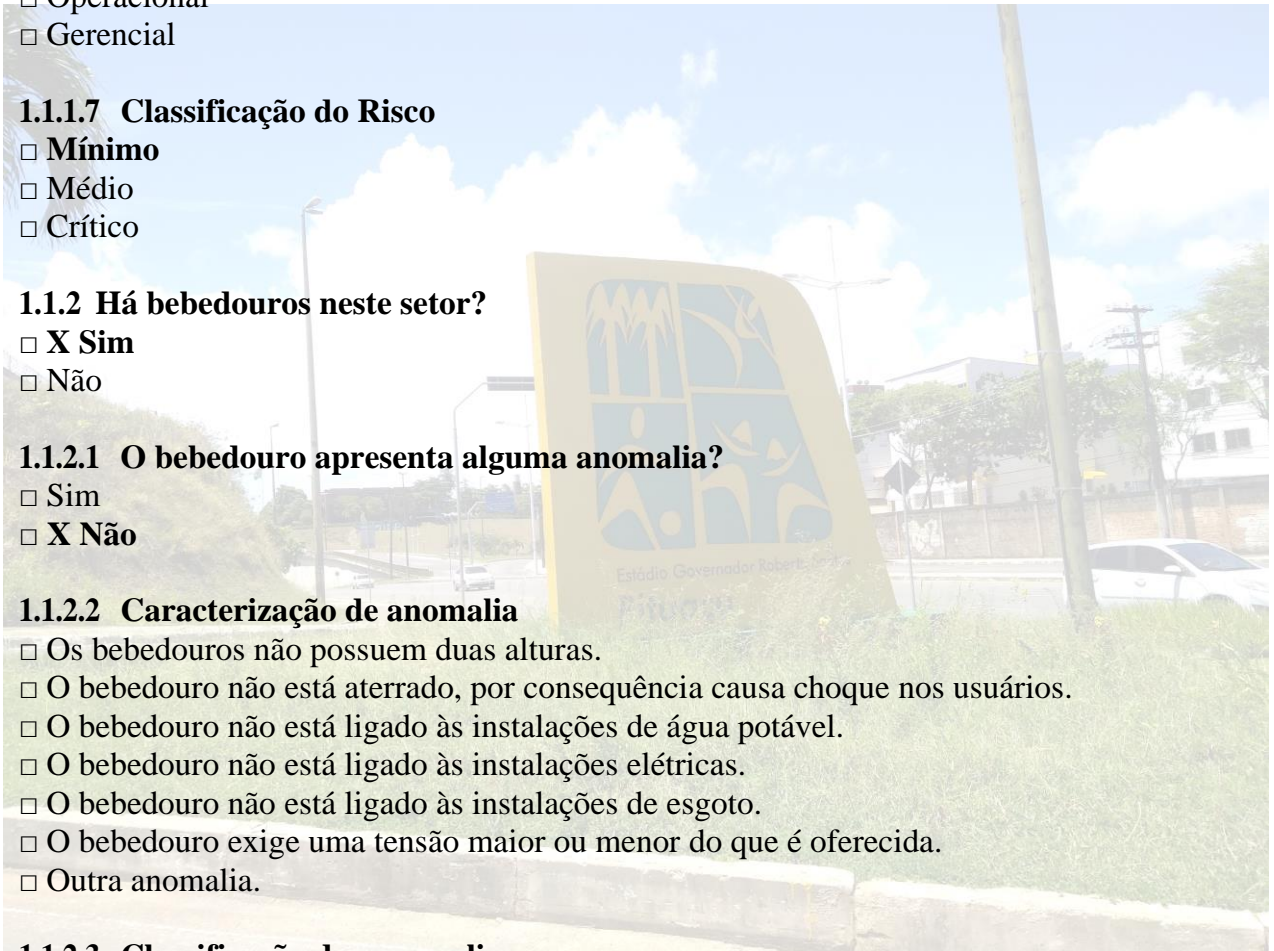 □ Operacional
□ Gerencial
1.1.1.7 Classificação do Risco
□ Mínimo
□ Médio
□ Crítico
1.1.2 Há bebedouros neste setor?
□ X Sim
□ Não
1.1.2.1 O bebedouro apresenta alguma anomalia?
□ Sim
□ X Não
Estádio Governador Roberto
Pituaçu
1.1.2.2 Caracterização de anomalia
□ Os bebedouros não possuem duas alturas.
□ O bebedouro não está aterrado, por consequência causa choque nos usuários.
□ O bebedouro não está ligado às instalações de água potável.
□ O bebedouro não está ligado às instalações elétricas.
□ O bebedouro não está ligado às instalações de esgoto.
□ O bebedouro exige uma tensão maior ou menor do que é oferecida.
□ Outra anomalia.